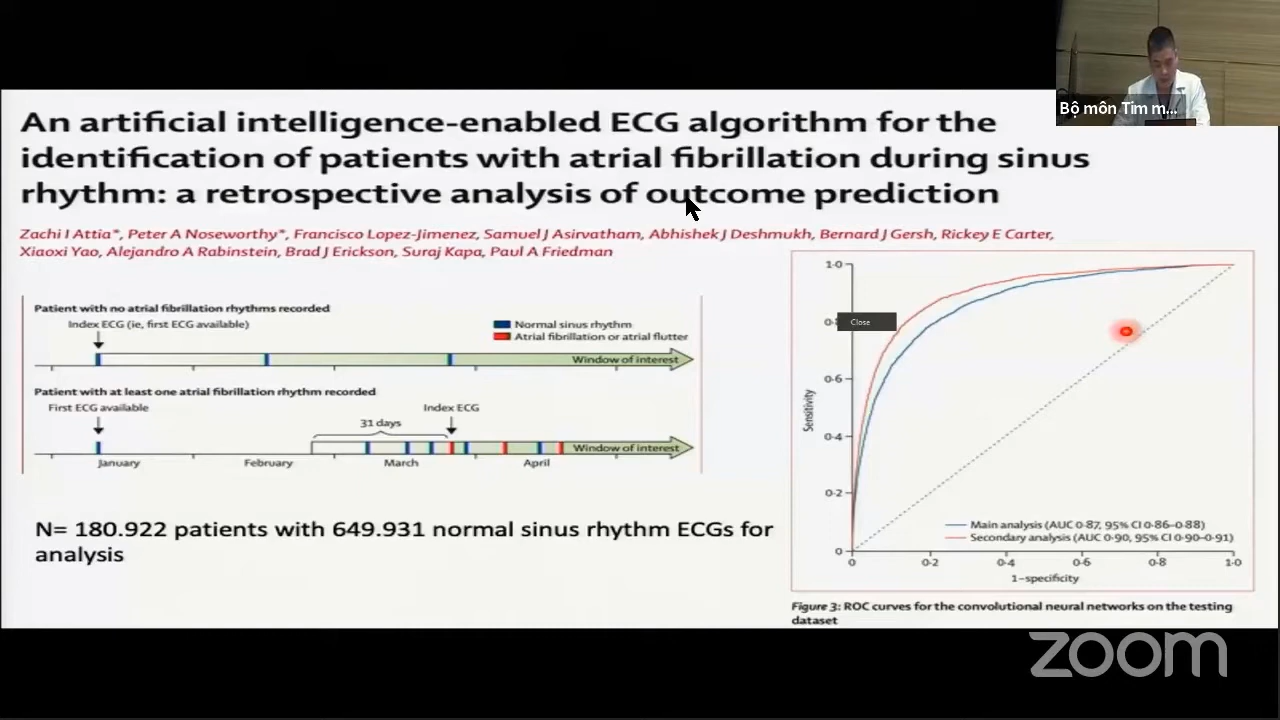 Bộ môn Tim m...
An artificial intelligence-enabled ECG algorithm for the
identification of patients with atrial fibrillation during sinus
rhythm: a retrospective analysis of outcome prediction
Zachi I Attia*, Peter A Noseworthy*, Francisco Lopez-Jimenez, Samuel J Asirvatham, Abhishek J Deshmukh, Bernard J Gersh, Rickey E Carter,
Xiaoxi Yao, Alejandro A Rabinstein, Brad J Erickson, Suraj Kapa, Paul A Friedman
Patient with no atrial fibrillation rhythms recorded
Index ECG (ie, first ECG available)
Normal sinus rhythm
Atrial fibrillation or atrial flutter
Window of interest
Patient with at least one atrial fibrillation rhythm recorded
First ECG available
Index ECG
31 days
Window of interest
January
February
March
April
N= 180.922 patients with 649.931 normal sinus rhythm ECGs for
analysis
1·0
Close
0·6
0·4
0·2
0
Sensitivity
Main analysis (AUC 0·87, 95% CI 0·86–0·88)
Secondary analysis (AUC 0·90, 95% CI 0·90–0·91)
0
0·2
0·4
0·6
0·8
1·0
1–specificity
Figure 3: ROC curves for the convolutional neural networks on the testing
dataset
zoom